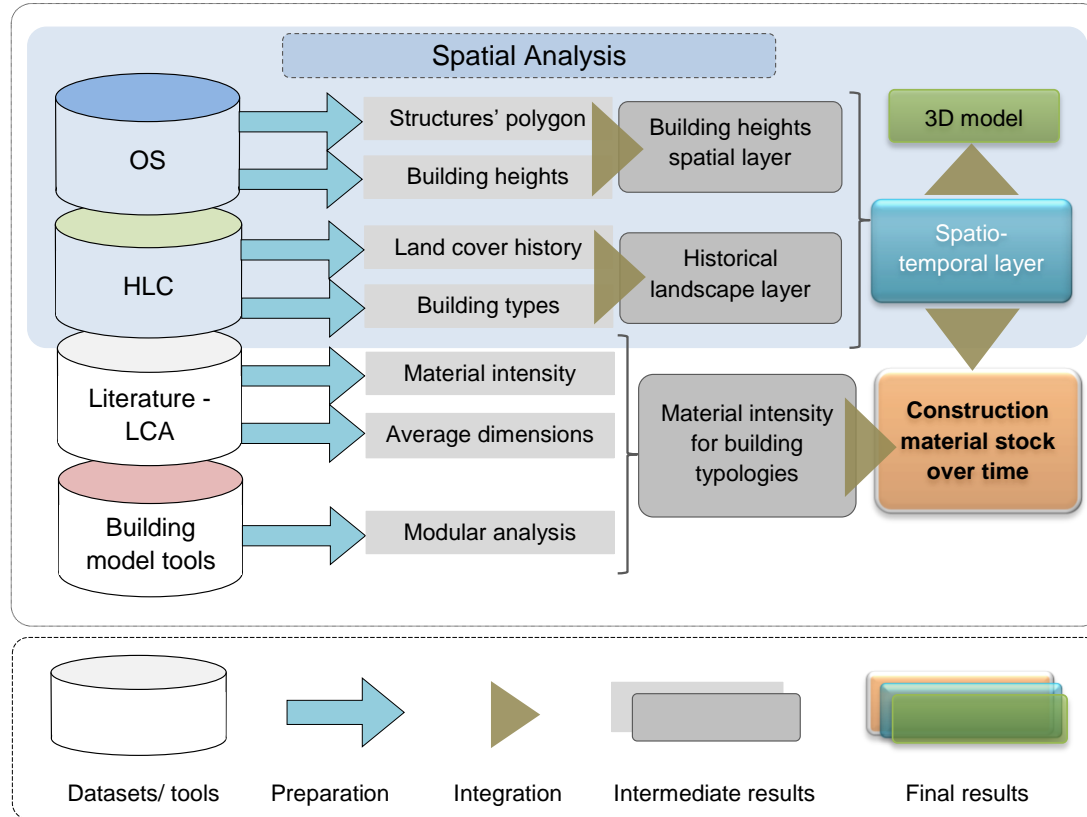 Spatial Analysis
OS
Structures’ polygon
Building heights
Building heights
spatial layer
3D model
HLC
Land cover history
Building types
Historical
landscape layer
Spatio-
temporal layer
Literature -
LCA
Material intensity
Average dimensions
Building
model tools
Modular analysis
Material intensity
for building
typologies
Construction
material stock
over time
Datasets/ tools
Preparation
Integration
Intermediate results
Final results